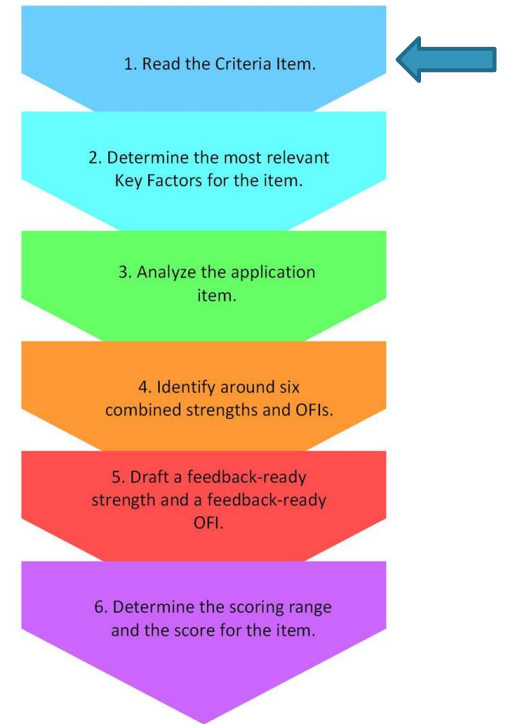 1. Read the Criteria Item.
2. Determine the most relevant
Key Factors for the item.
3. Analyze the application
item.
4. Identify around six
combined strengths and OFIs.
5. Draft a feedback-ready
strength and a feedback-ready
OFI.
6. Determine the scoring range
and the score for the item.